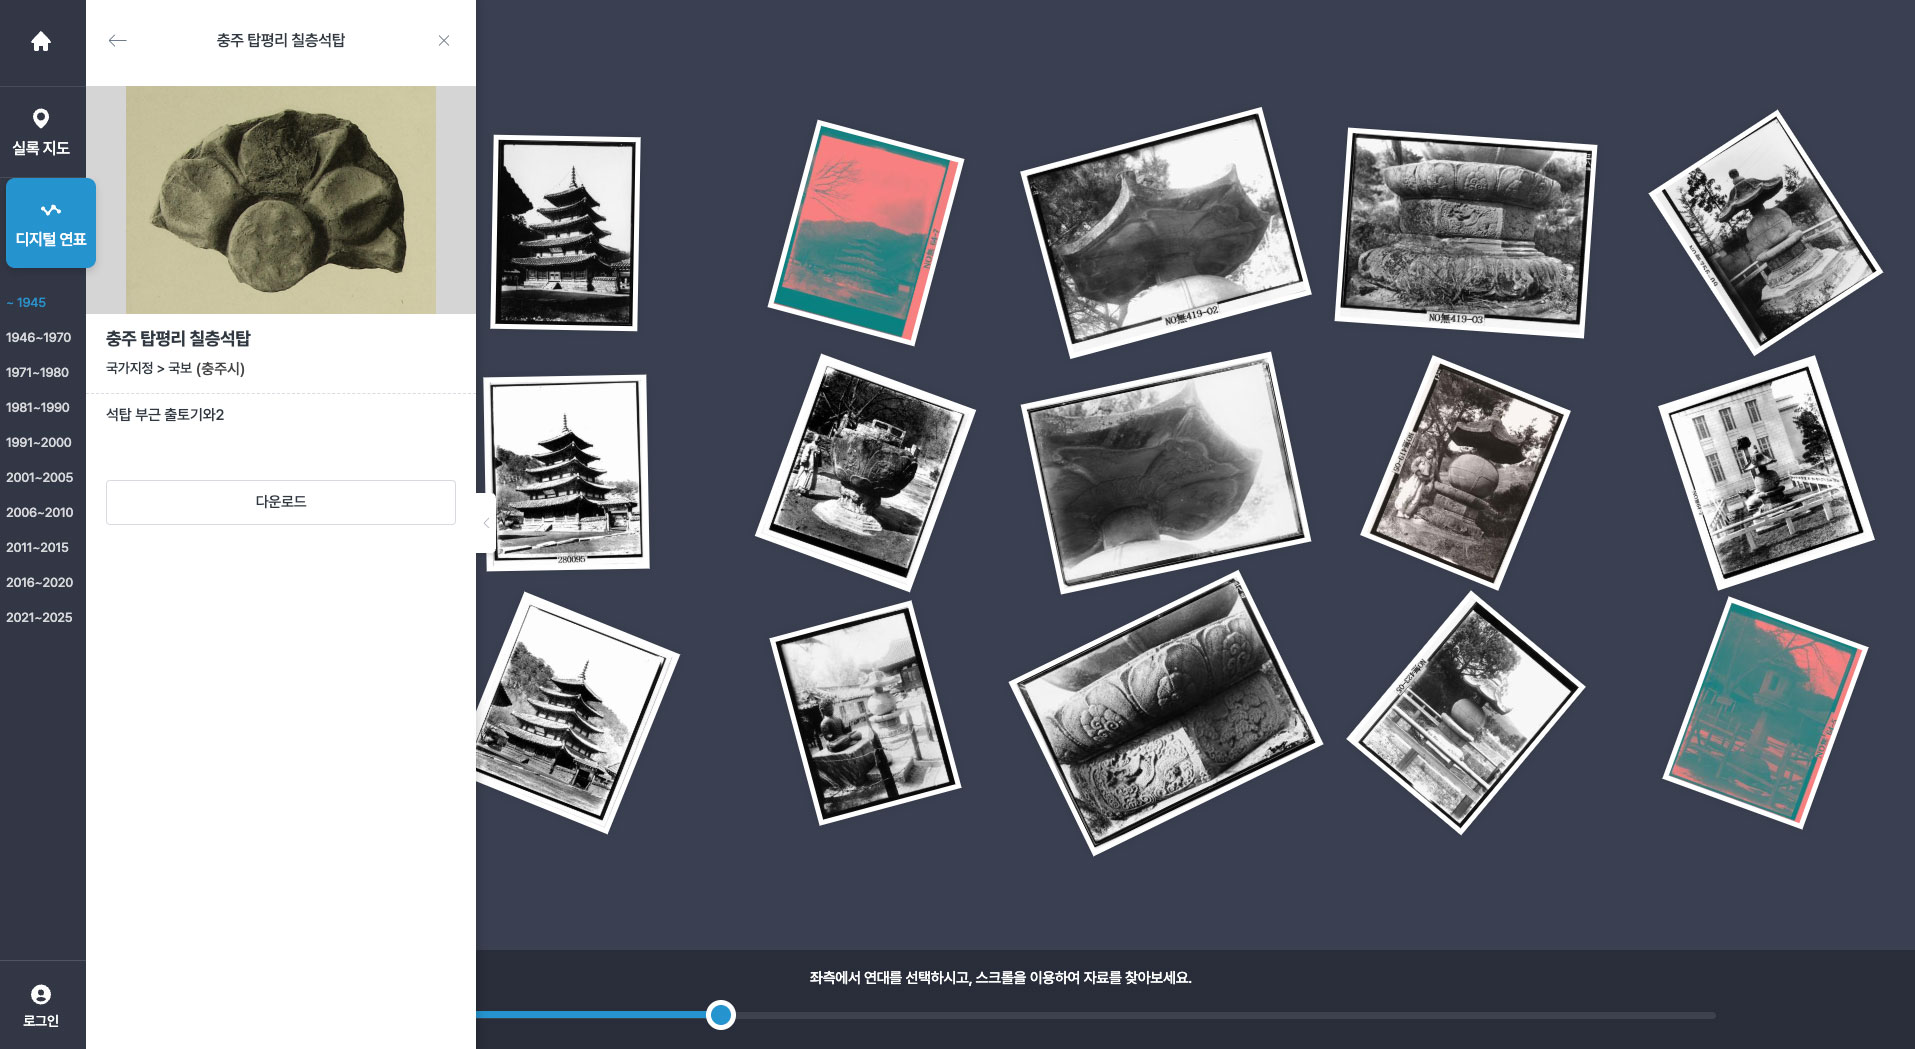 실록 지도
디지털 연표
~ 1945
1946~1970
1971~1980
1981~1990
1991~2000
2001~2005
2006~2010
2011~2015
2016~2020
2021~2025
로그인
충주 탑평리 칠층석탑
충주 탑평리 칠층석탑
국가지정 > 국보 (충주시)
석탑 부근 출토기와2
다운로드
NO無419-02
NO無419-03
280095
좌측에서 연대를 선택하시고, 스크롤을 이용하여 자료를 찾아보세요.